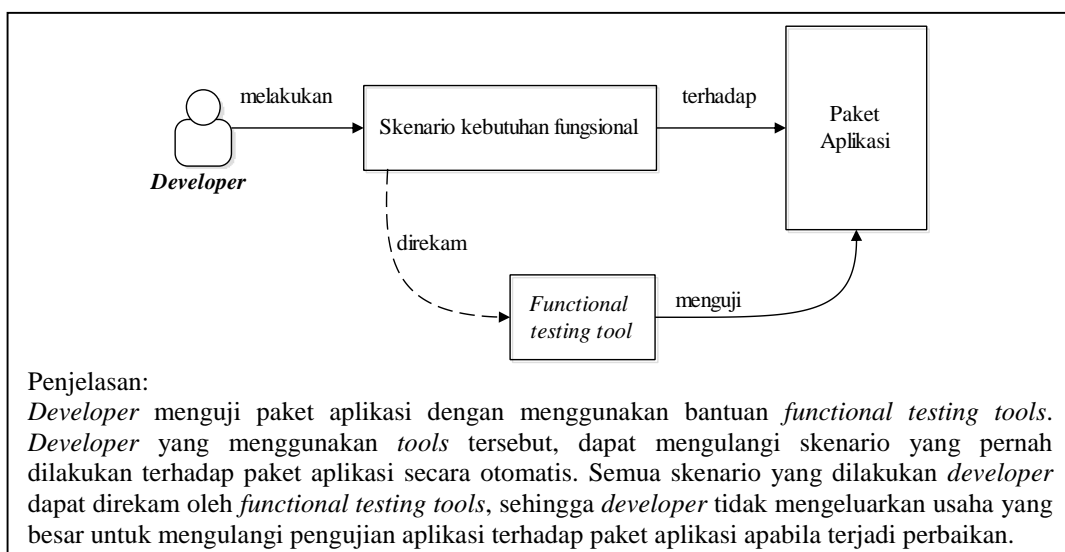 melakukan
Skenario kebutuhan fungsional
terhadap
Paket
Aplikasi
Developer
direkam
Functional
testing tool
menguji
Penjelasan:
Developer menguji paket aplikasi dengan menggunakan bantuan functional testing tools.
Developer yang menggunakan tools tersebut, dapat mengulangi skenario yang pernah
dilakukan terhadap paket aplikasi secara otomatis. Semua skenario yang dilakukan developer
dapat direkam oleh functional testing tools, sehingga developer tidak mengeluarkan usaha yang
besar untuk mengulangi pengujian aplikasi terhadap paket aplikasi apabila terjadi perbaikan.